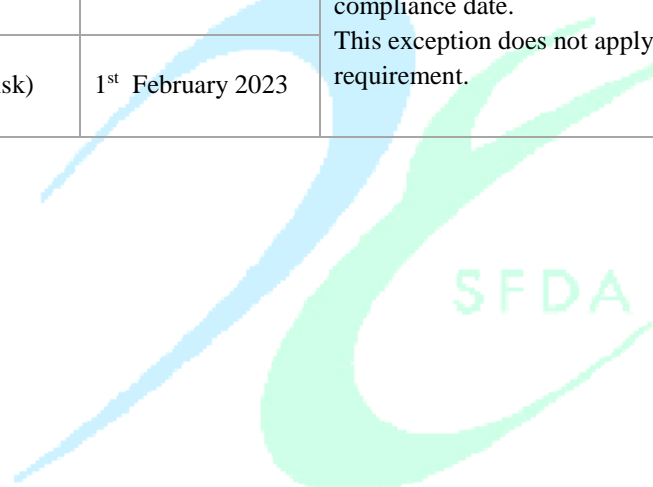 compliance date.
This exception does not apply
requirement.
sk) 1st February 2023
SFDA